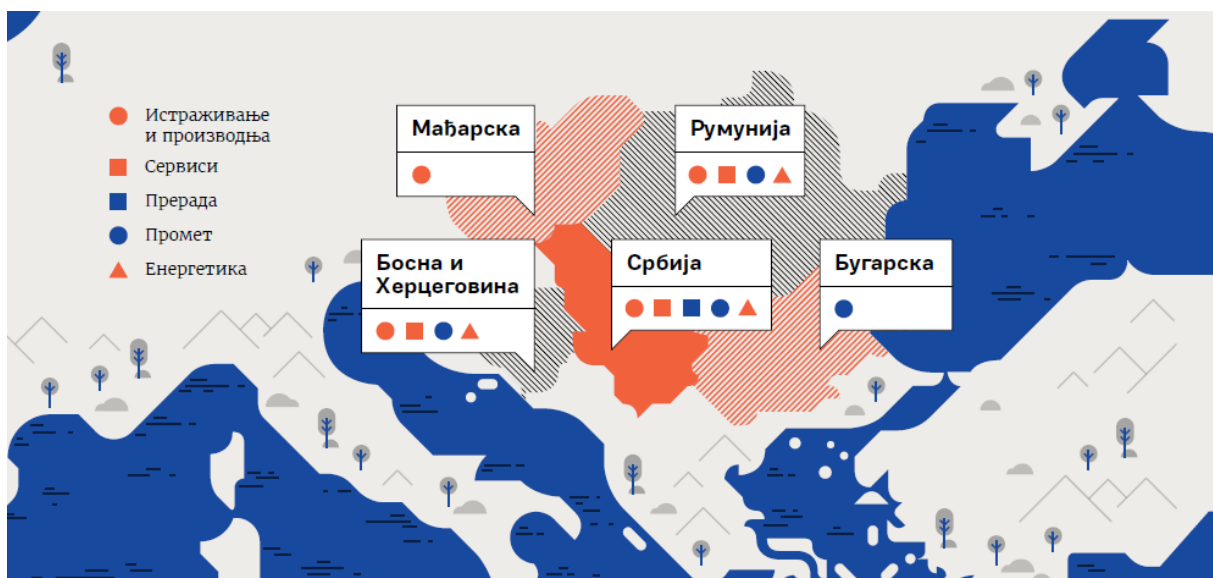 Истраживање
и производња
Сервиси
Прерада
Промет
Енергетика
Мађарска
Румунија
Босна и
Херцеговина
Србија
Бугарска